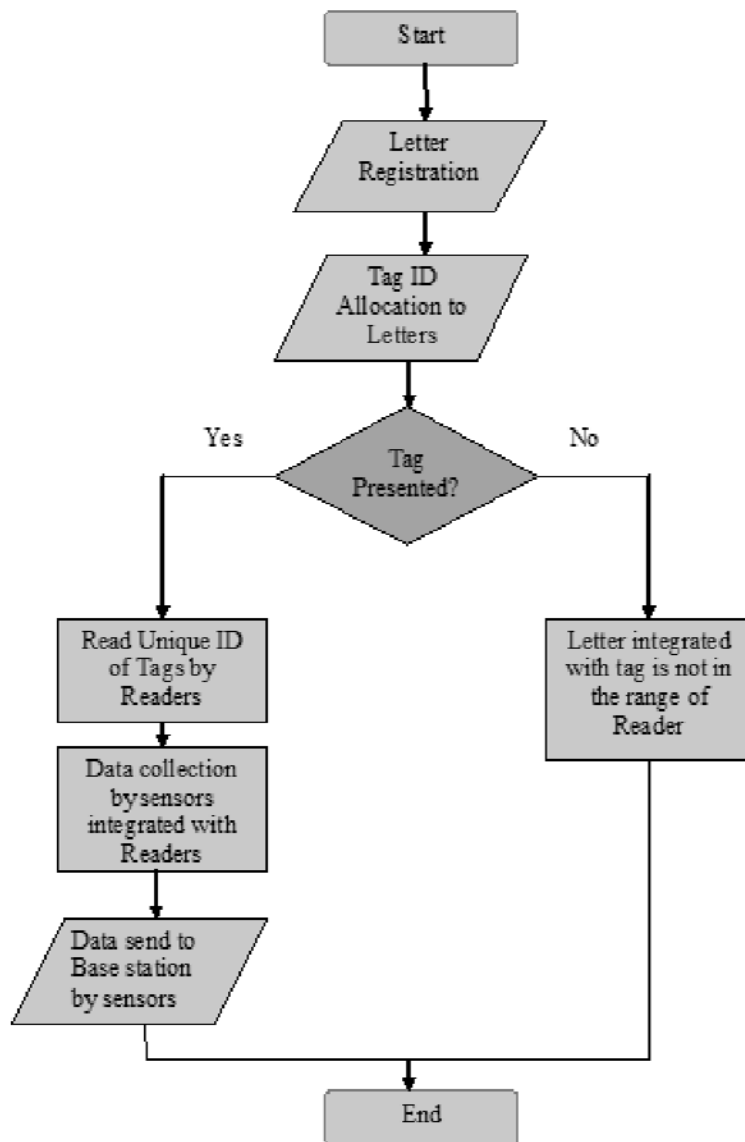 Start
Letter
Registration
Tag ID
Allocation to
Letters
Yes
No
Tag
Presented?
Read Unique ID
of Tags by
Readers
Letter integrated
with tag is not in
the range of
Reader
Data collection
by sensors
integrated with
Readers
Data send to
Base station
by sensors
End